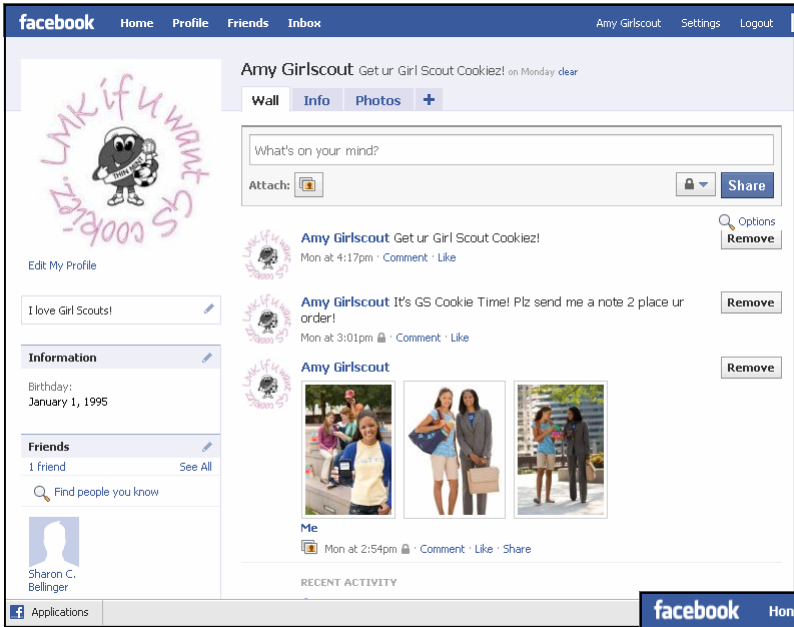 facebook Home Profile Friends Inbox Amy Girlscout Settings Logout
LMK if U want GS cookiez.
THIN MINT
Edit My Profile
I love Girl Scouts!
Information
Birthday:
January 1, 1995
Friends
1 friend See All
Find people you know
Sharon C.
Bellinger
Amy Girlscout Get ur Girl Scout Cookiez! on Monday clear
Wall Info Photos +
What's on your mind?
Attach: Share
Options
Amy Girlscout Get ur Girl Scout Cookiez! Remove
Mon at 4:17pm · Comment · Like
Amy Girlscout It's GS Cookie Time! Plz send me a note 2 place ur Remove
order!
Mon at 3:01pm · Comment · Like
Amy Girlscout Remove
Me
Mon at 2:54pm · Comment · Like · Share
RECENT ACTIVITY
Applications
facebook Hon